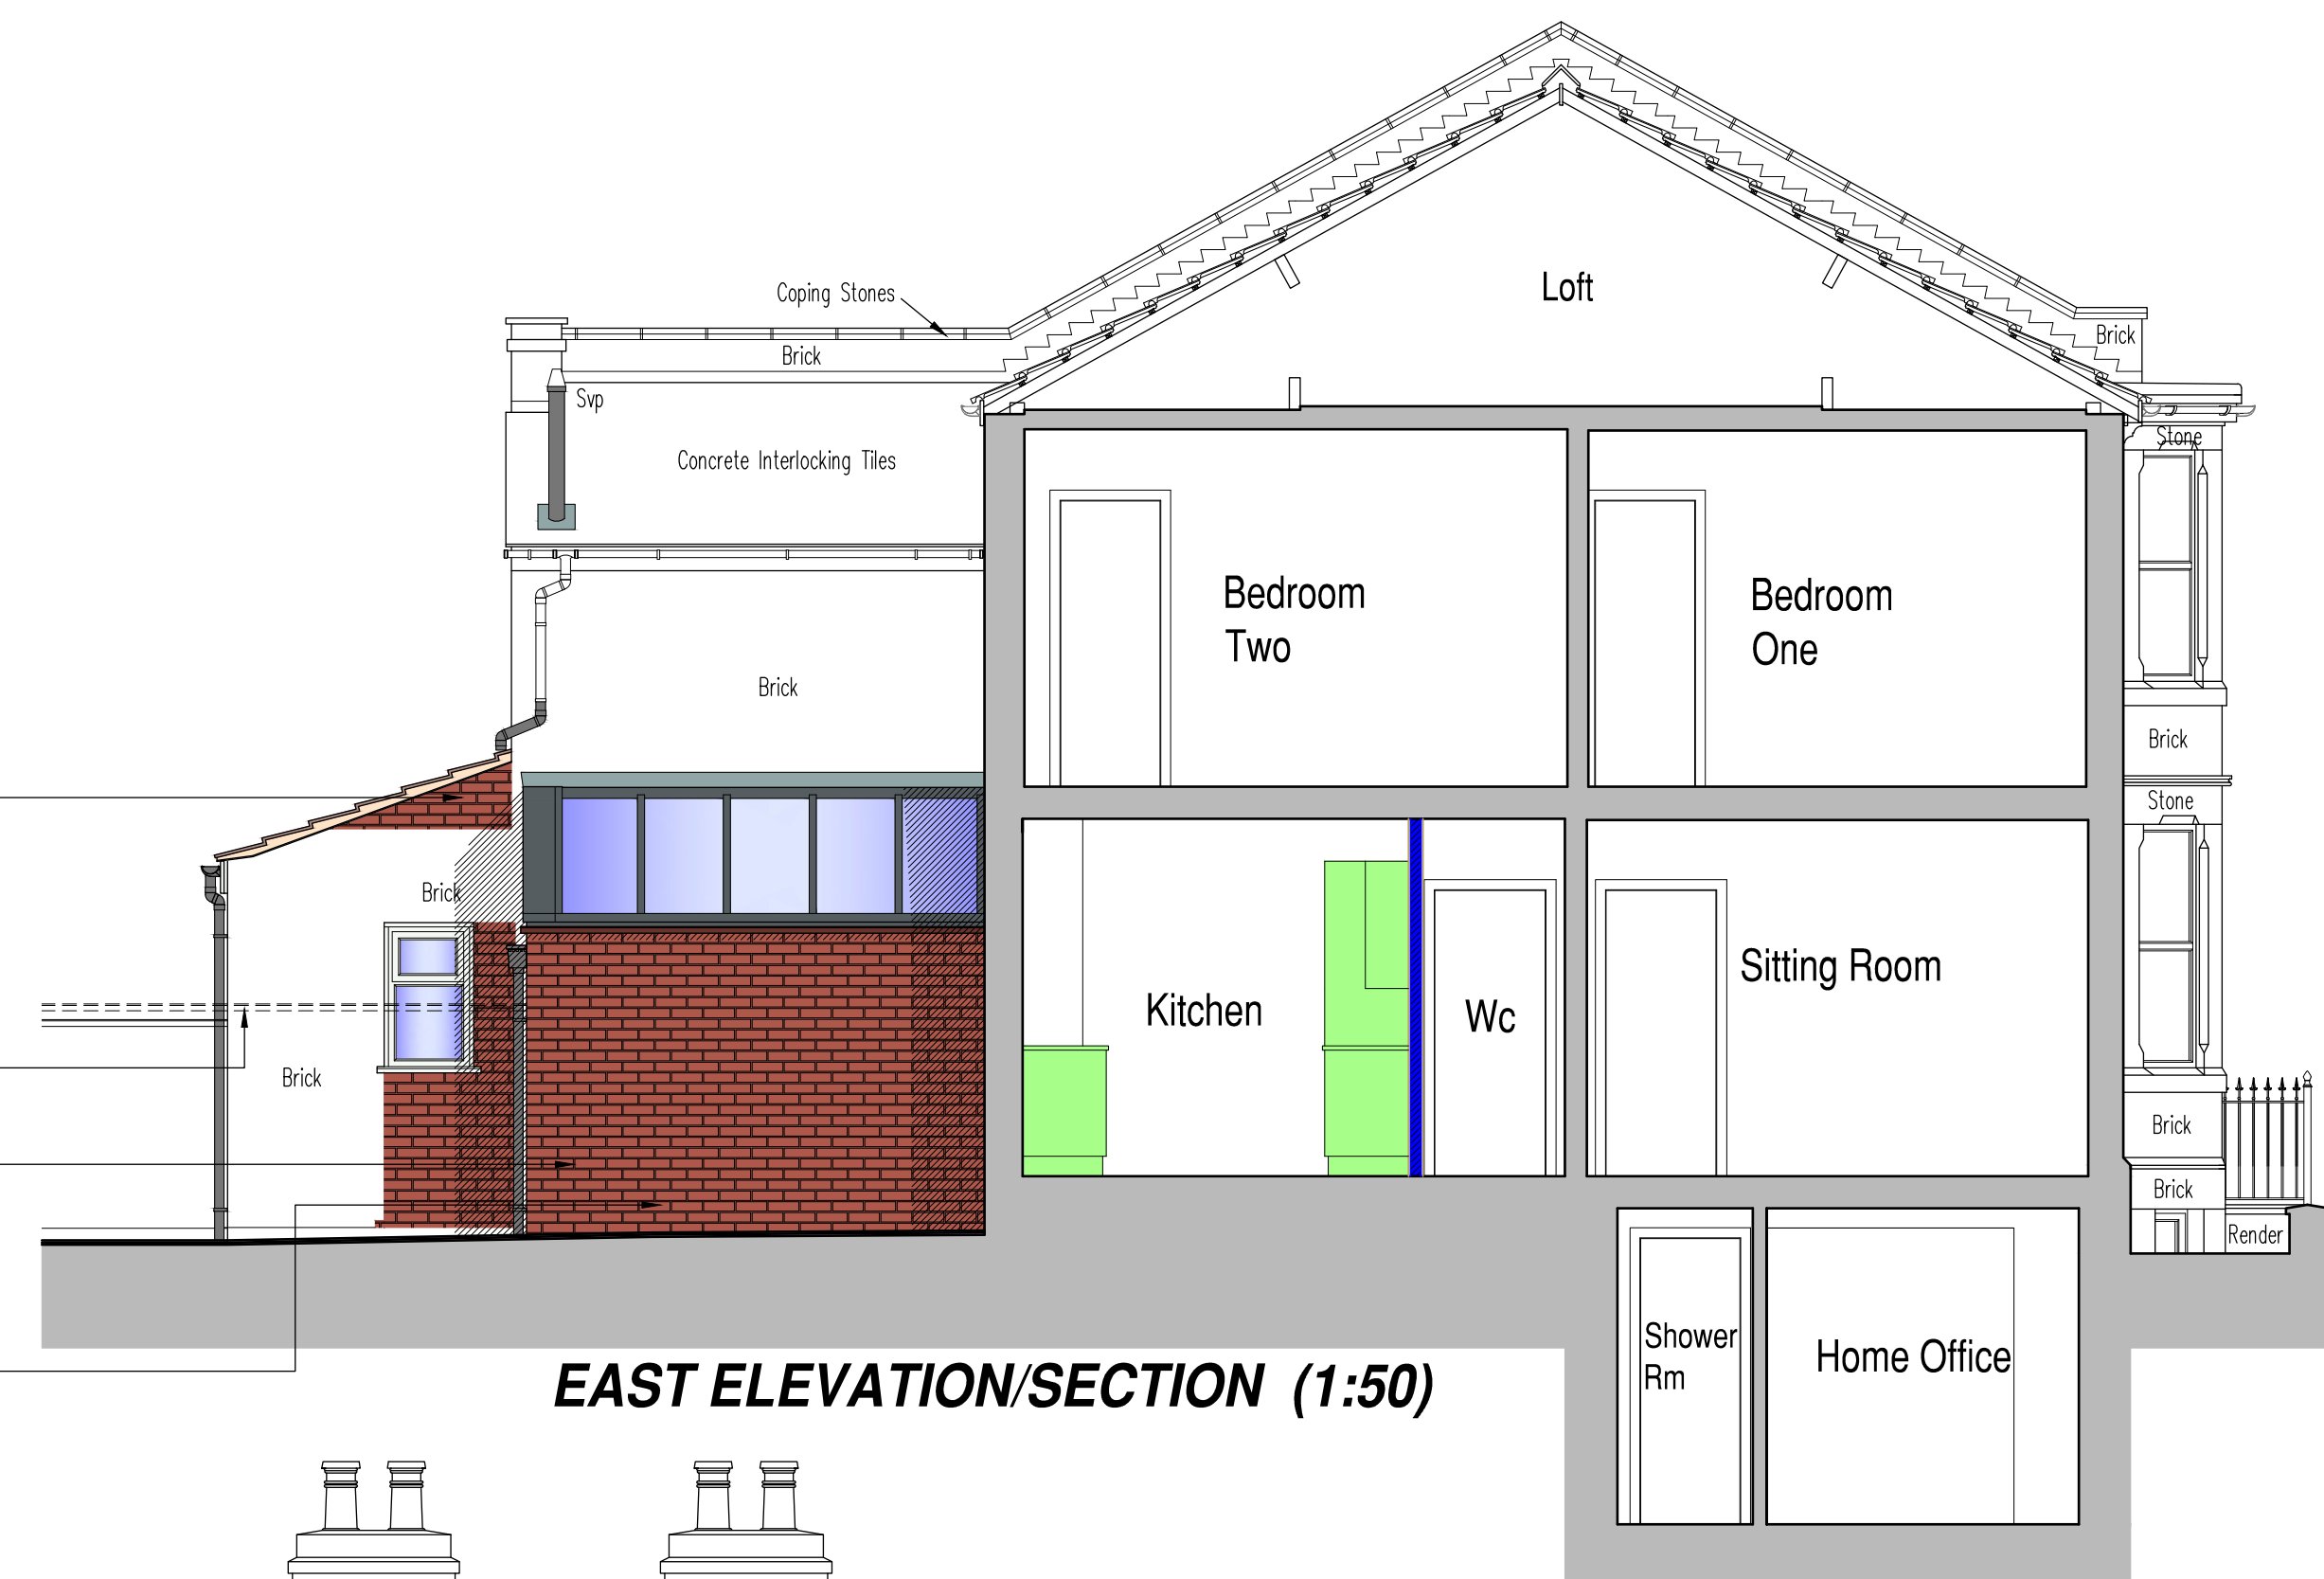 Loft
Coping Stones
Brick
Brick
Svp
Stone
Concrete Interlocking Tiles
Bedroom
Two
Bedroom
One
Brick
Brick
Stone
Brick
Sitting Room
Kitchen
Wc
Brick
Brick
Brick
Render
Shower
Rm
Home Office
EAST ELEVATION/SECTION (1:50)